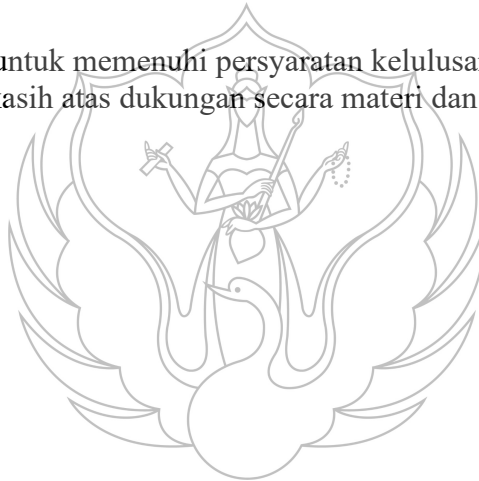 untuk memenuhi persyaratan kelulusan
kasih atas dukungan secara materi dan